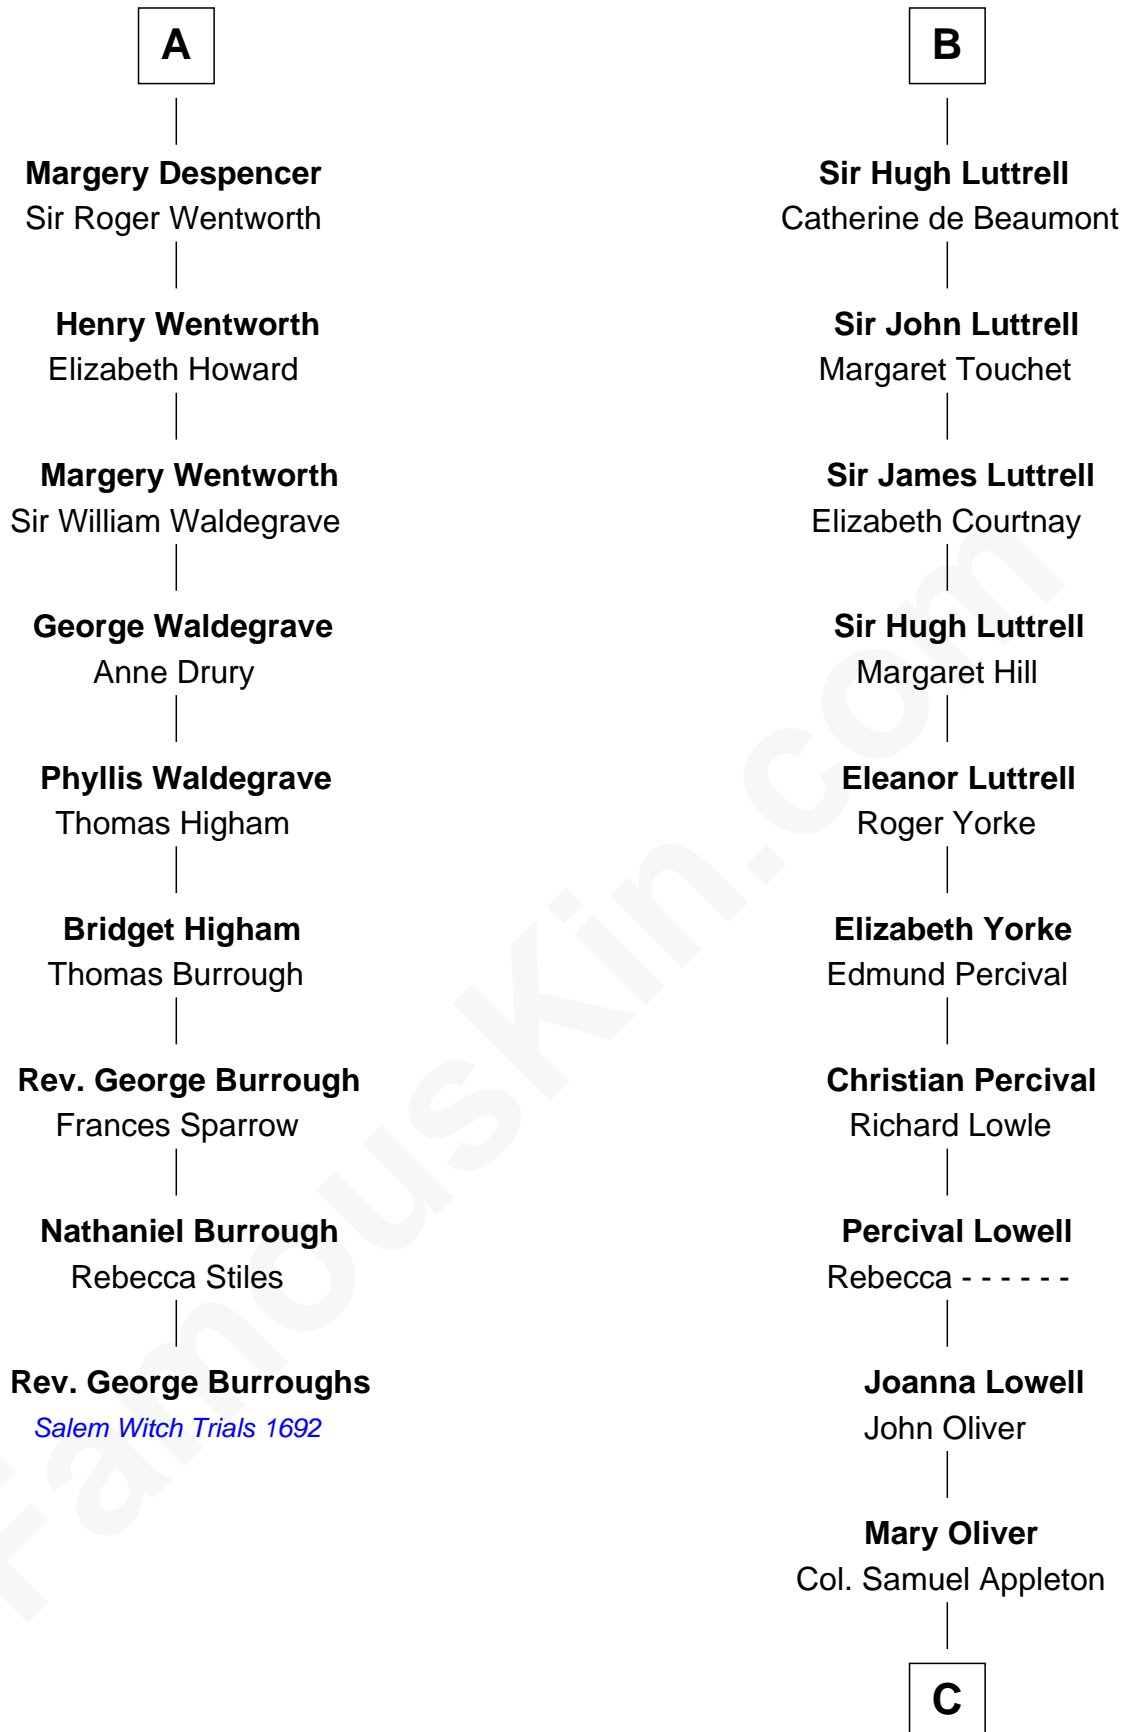 A
Margery Despencer
Sir Roger Wentworth
Henry Wentworth
Elizabeth Howard
Margery Wentworth
Sir William Waldegrave
George Waldegrave
Anne Drury
Phyllis Waldegrave
Thomas Higham
Bridget Higham
Thomas Burrough
Rev. George Burrough
Frances Sparrow
Nathaniel Burrough
Rebecca Stiles
Rev. George Burroughs
Salem Witch Trials 1692
B
Sir Hugh Luttrell
Catherine de Beaumont
Sir John Luttrell
Margaret Touchet
Sir James Luttrell
Elizabeth Courtnay
Sir Hugh Luttrell
Margaret Hill
Eleanor Luttrell
Roger Yorke
Elizabeth Yorke
Edmund Percival
Christian Percival
Richard Lowle
Percival Lowell
Rebecca - - - - - -
Joanna Lowell
John Oliver
Mary Oliver
Col. Samuel Appleton
C
FamousKin.com